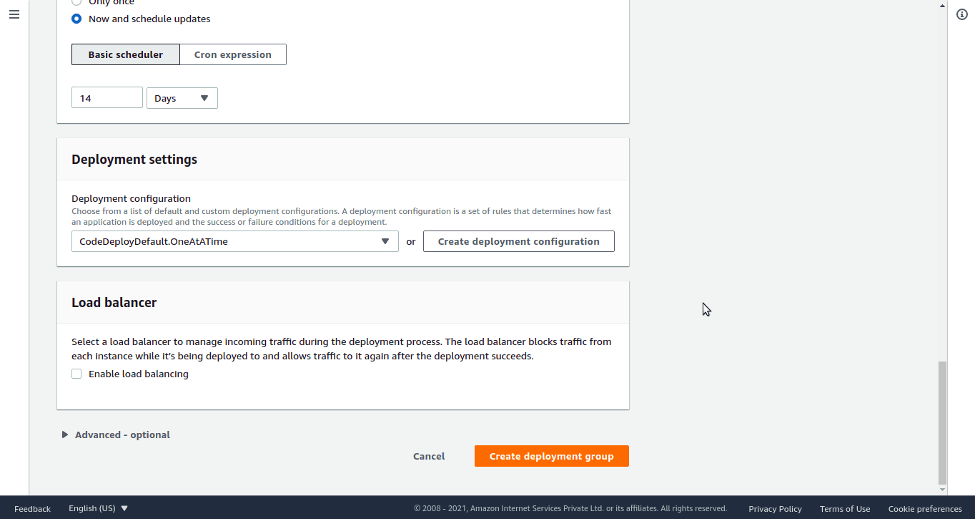 Only once
Now and schedule updates
Basic scheduler
Cron expression
14
Days
Deployment settings
Deployment configuration
Choose from a list of default and custom deployment configurations. A deployment configuration is a set of rules that determines how fast
an application is deployed and the success or failure conditions for a deployment.
CodeDeployDefault.OneAtATime
or
Create deployment configuration
Load balancer
Select a load balancer to manage incoming traffic during the deployment process. The load balancer blocks traffic from
each instance while it's being deployed to and allows traffic to it again after the deployment succeeds.
Enable load balancing
Advanced - optional
Cancel
Create deployment group
Feedback
English (US)
© 2008 - 2021, Amazon Internet Services Private Ltd. or its affiliates. All rights reserved.
Privacy Policy
Terms of Use
Cookie preferences